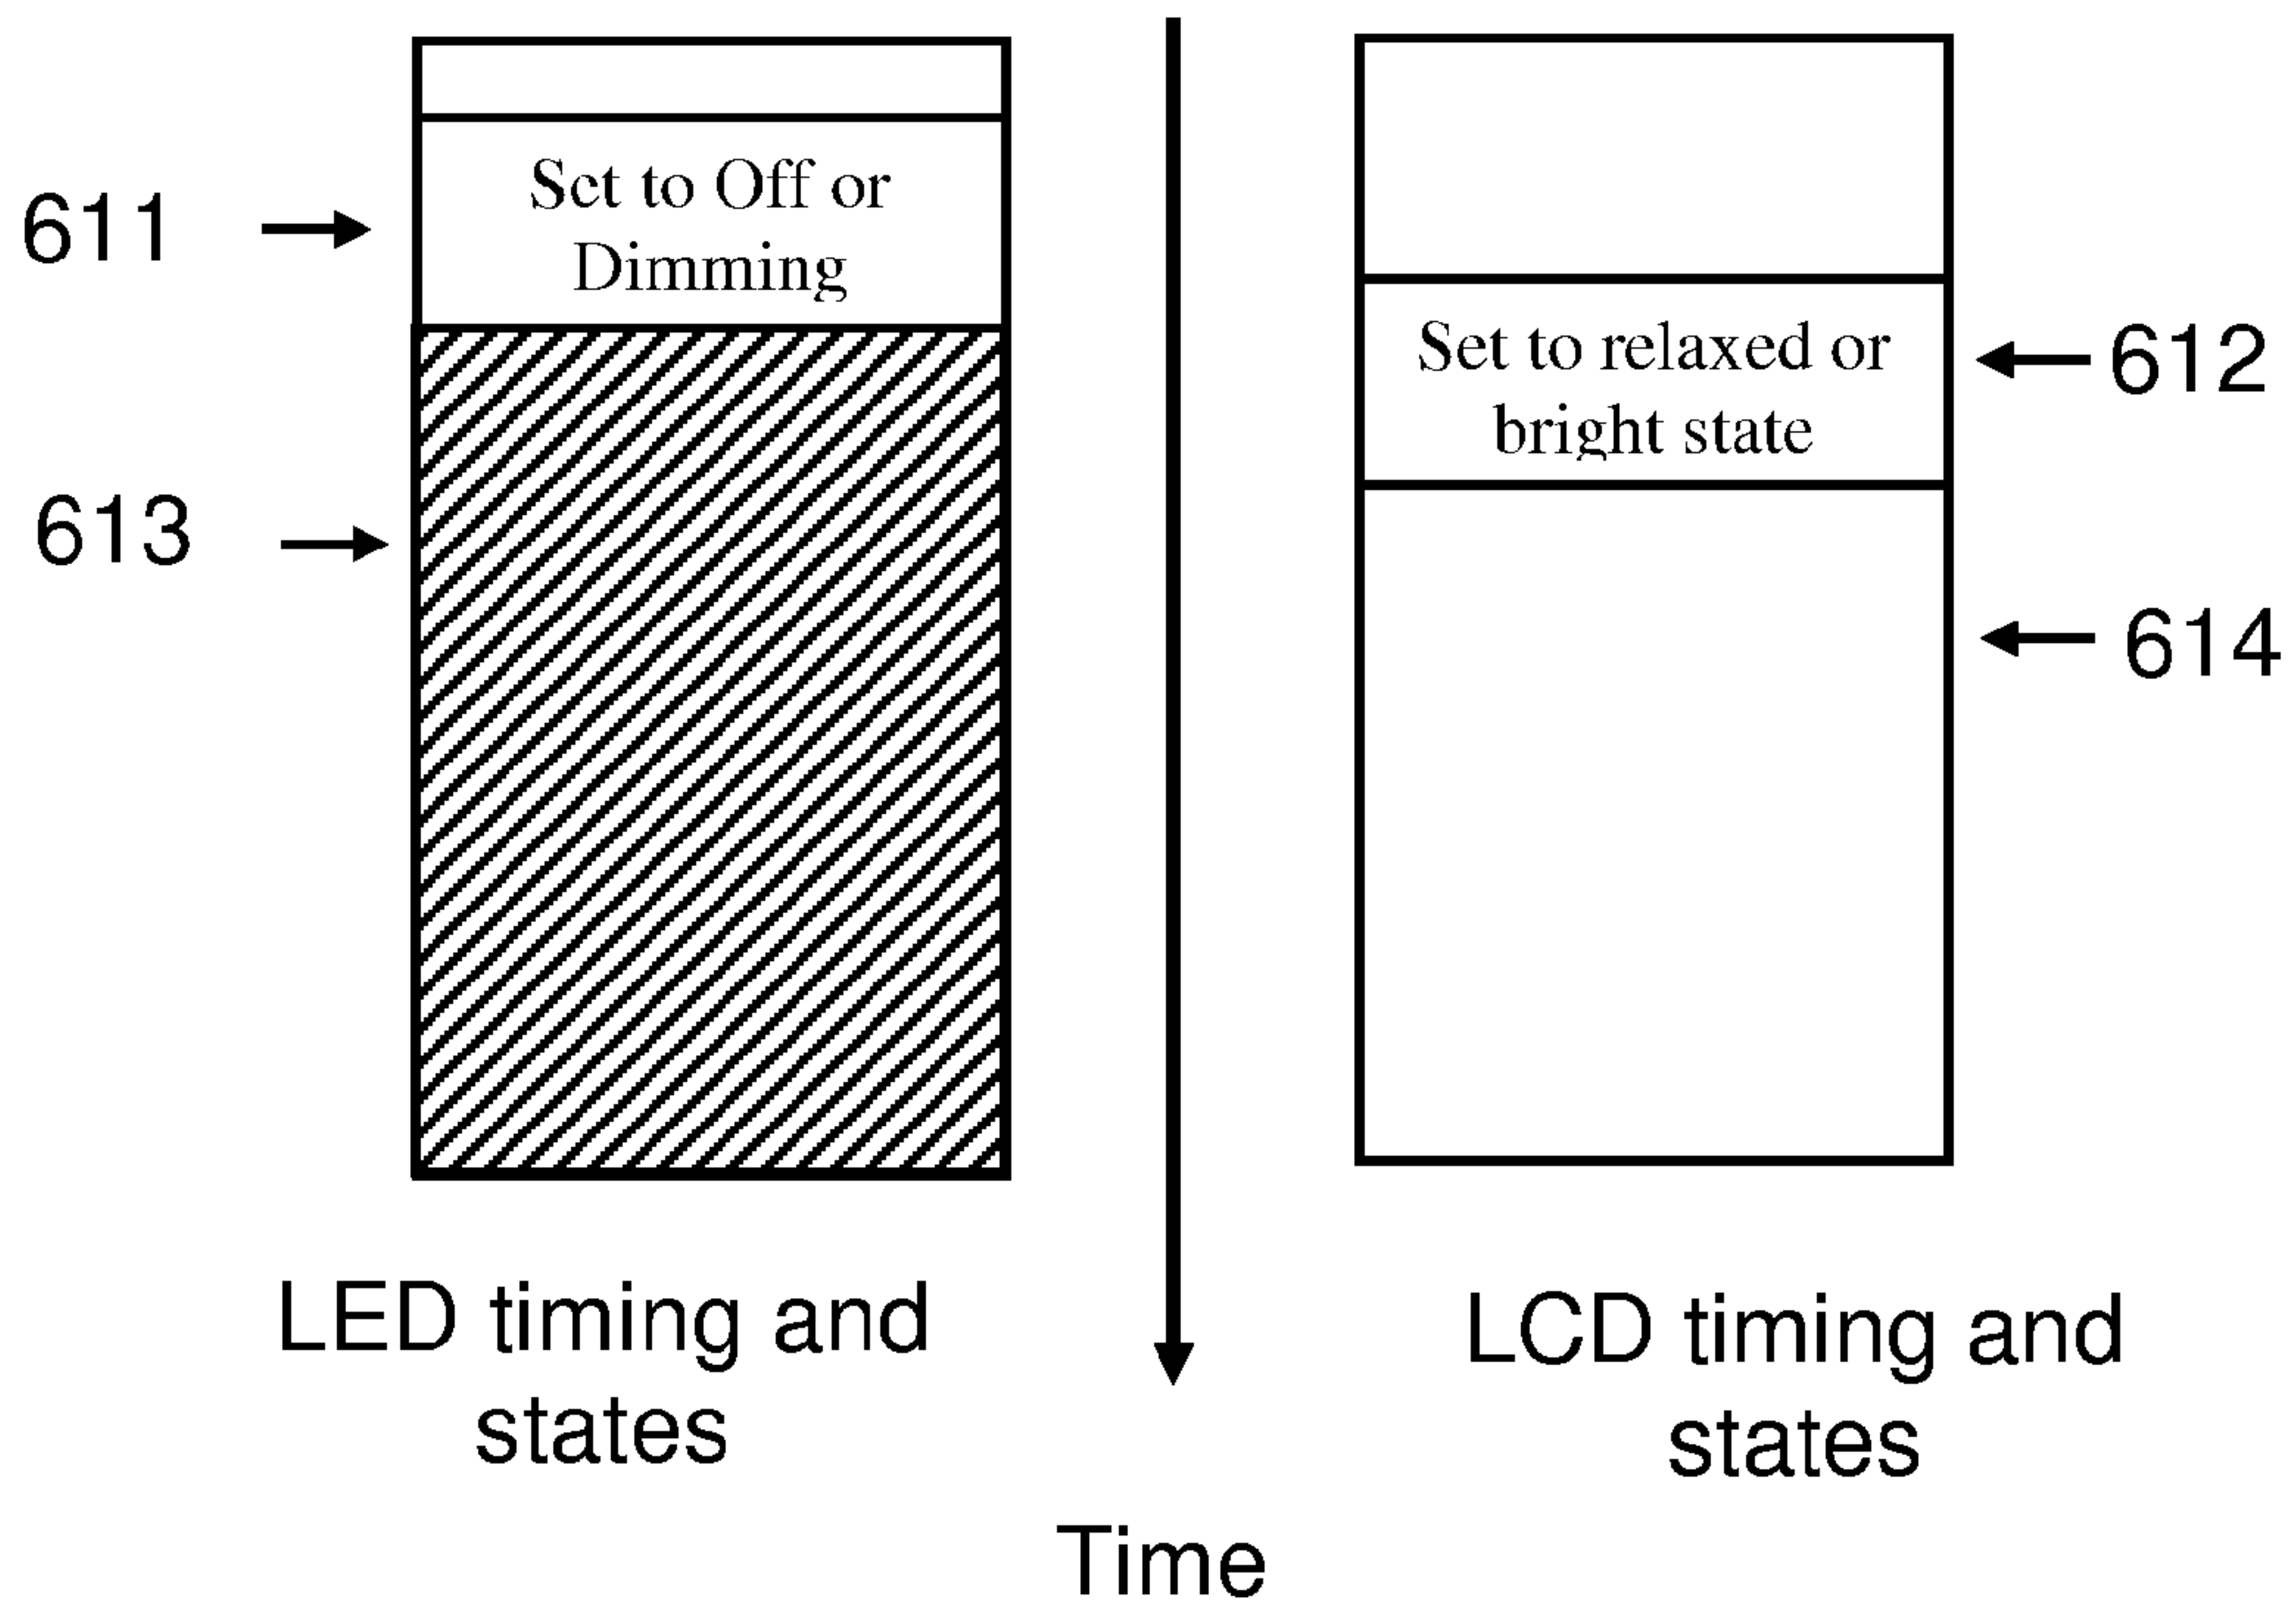 611
Set to Off or
Dimming
613
Set to relaxed or
bright state
612
614
LED timing and
states
LCD timing and
states
Time